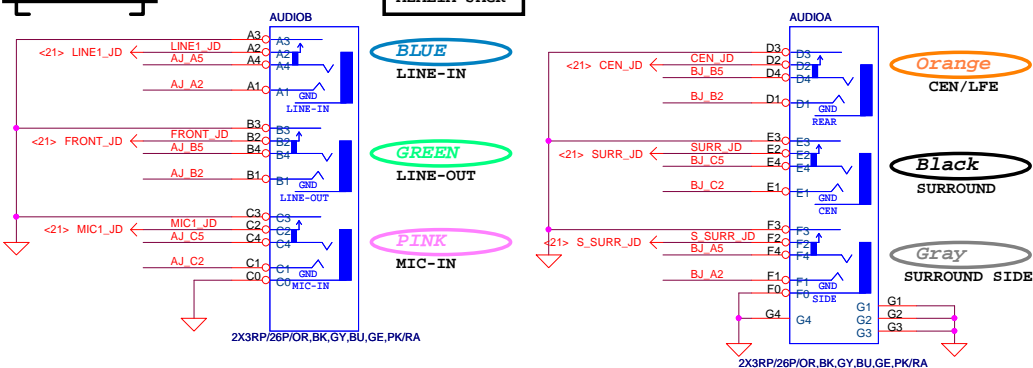 AUDIOB
A3 A3
<21> LINE1_JD LINE1_JD A2 A2
AJ_A5 A4 A4
AJ_A2 A1 A1
GND
LINE-IN
BLUE
LINE-IN
B3 B3
<21> FRONT_JD FRONT_JD B2 B2
AJ_B5 B4 B4
AJ_B2 B1 B1
GND
LINE-OUT
GREEN
LINE-OUT
C3 C3
<21> MIC1_JD MIC1_JD C2 C2
AJ_C5 C4 C4
AJ_C2 C1 C1
GND
C0 C0
MIC-IN
PINK
MIC-IN
2X3RP/26P/OR,BK,GY,BU,GE,PK/RA
AUDIOA
D3 D3
<21> CEN_JD CEN_JD D2 D2
BJ_B5 D4 D4
BJ_B2 D1 D1
GND
REAR
Orange
CEN/LFE
E3 E3
<21> SURR_JD SURR_JD E2 E2
BJ_C5 E4 E4
BJ_C2 E1 E1
GND
CEN
Black
SURROUND
F3 F3
<21> S_SURR_JD S_SURR_JD F2 F2
BJ_A5 F4 F4
BJ_A2 F1 F1
GND
F0 F0
SIDE
Gray
SURROUND SIDE
G4 G4
G1 G1
G2 G2
G3 G3
2X3RP/26P/OR,BK,GY,BU,GE,PK/RA